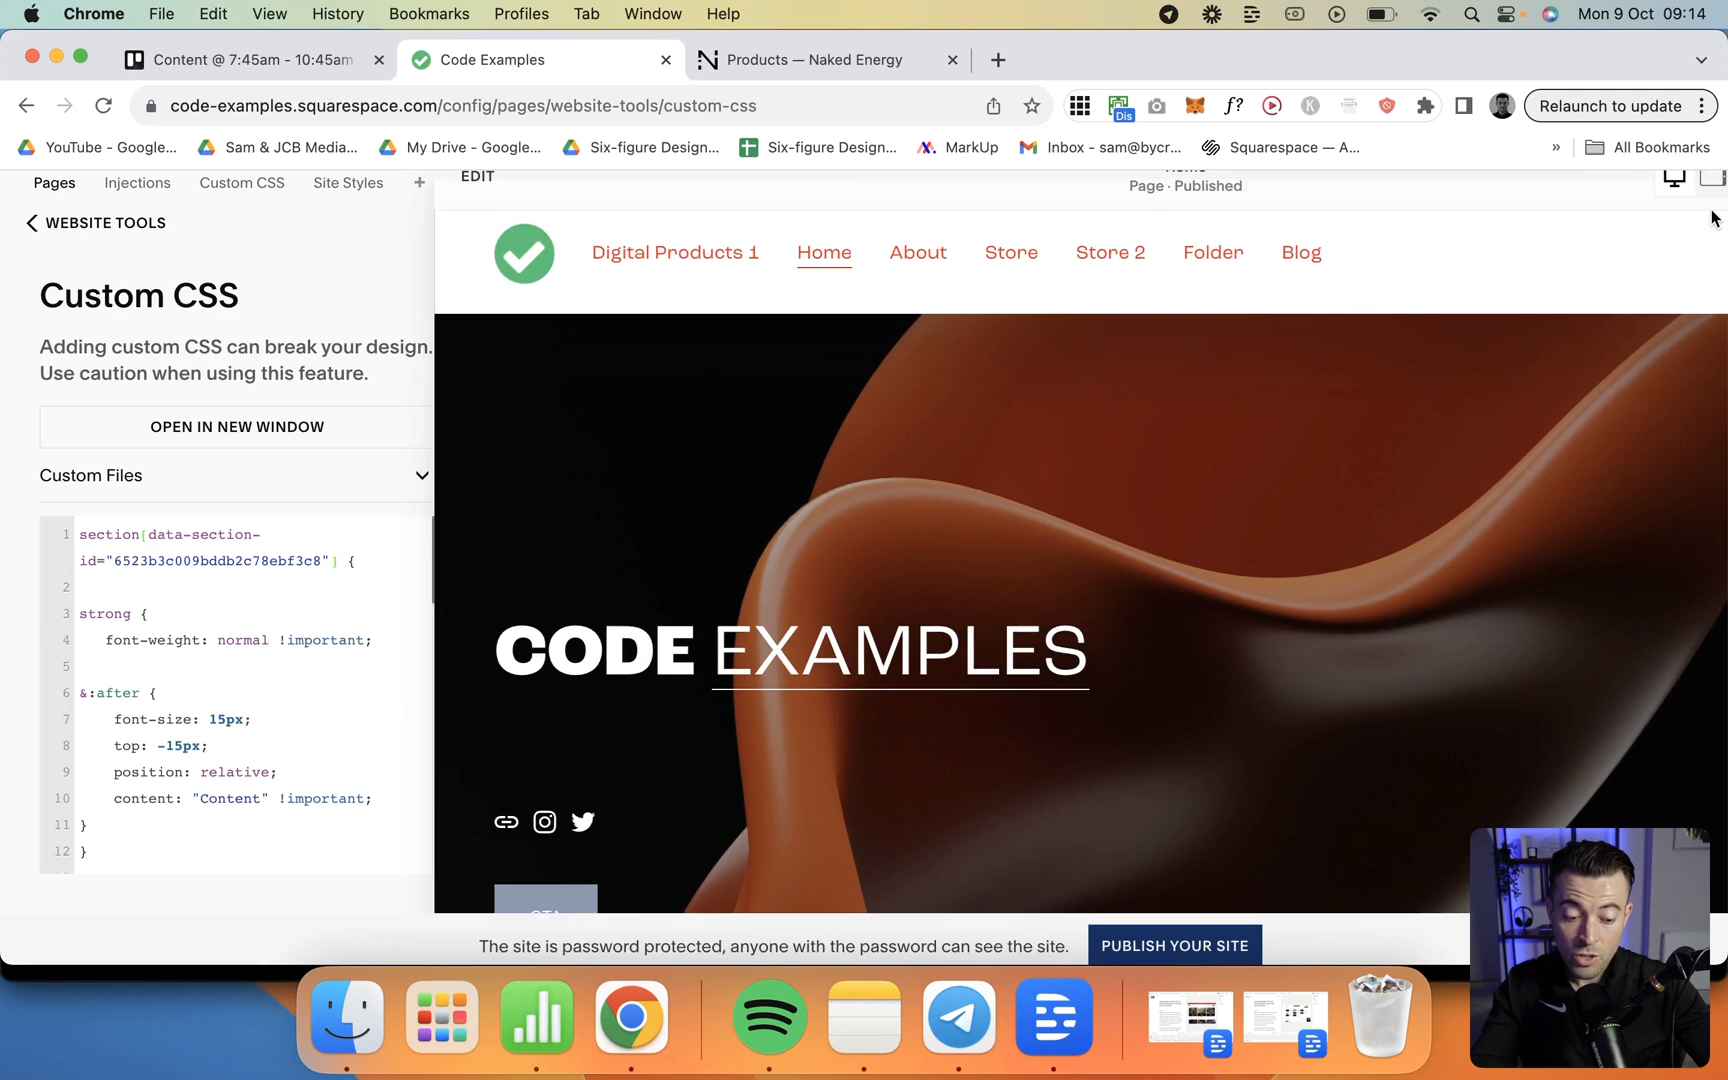 Chrome File Edit View History Bookmarks Profiles Tab Window Help Mon 9 Oct 09:14
Content @ 7:45am - 10:45am Code Examples Products — Naked Energy
code-examples.squarespace.com/config/pages/website-tools/custom-css Dis f? K Relaunch to update
YouTube - Google... Sam & JCB Media... My Drive - Google... Six-figure Design... Six-figure Design... MarkUp Inbox - sam@bycr... Squarespace — A... » All Bookmarks
Pages Injections Custom CSS Site Styles +
EDIT
Page · Published
WEBSITE TOOLS
Digital Products 1 Home About Store Store 2 Folder Blog
Custom CSS
Adding custom CSS can break your design.
Use caution when using this feature.
OPEN IN NEW WINDOW
Custom Files
1 section[data-section-
id="6523b3c009bddb2c78ebf3c8"] {
2
3 strong {
4 font-weight: normal !important;
5
6 &:after {
7 font-size: 15px;
8 top: -15px;
9 position: relative;
10 content: "Content" !important;
11 }
12 }
CODE EXAMPLES
The site is password protected, anyone with the password can see the site.
PUBLISH YOUR SITE